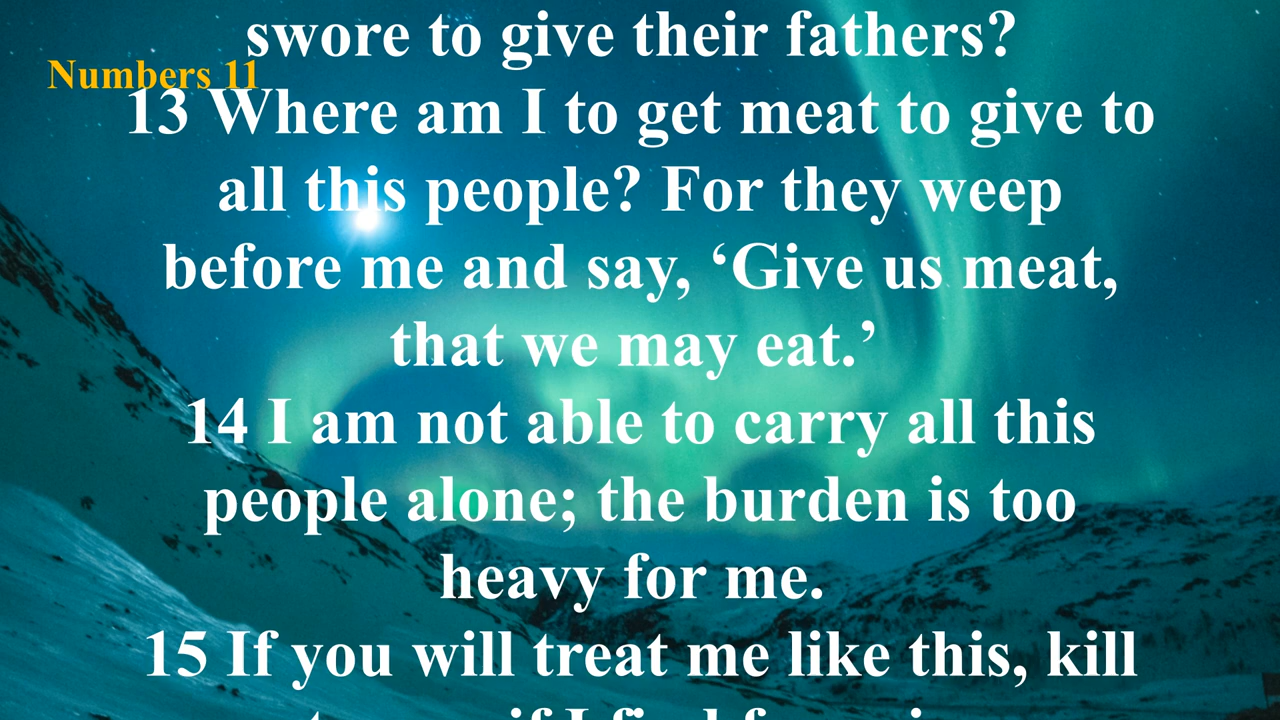 swore to give their fathers?
Numbers 11
13 Where am I to get meat to give to
all this people? For they weep
before me and say, ‘Give us meat,
that we may eat.’
14 I am not able to carry all this
people alone; the burden is too
heavy for me.
15 If you will treat me like this, kill
if I find